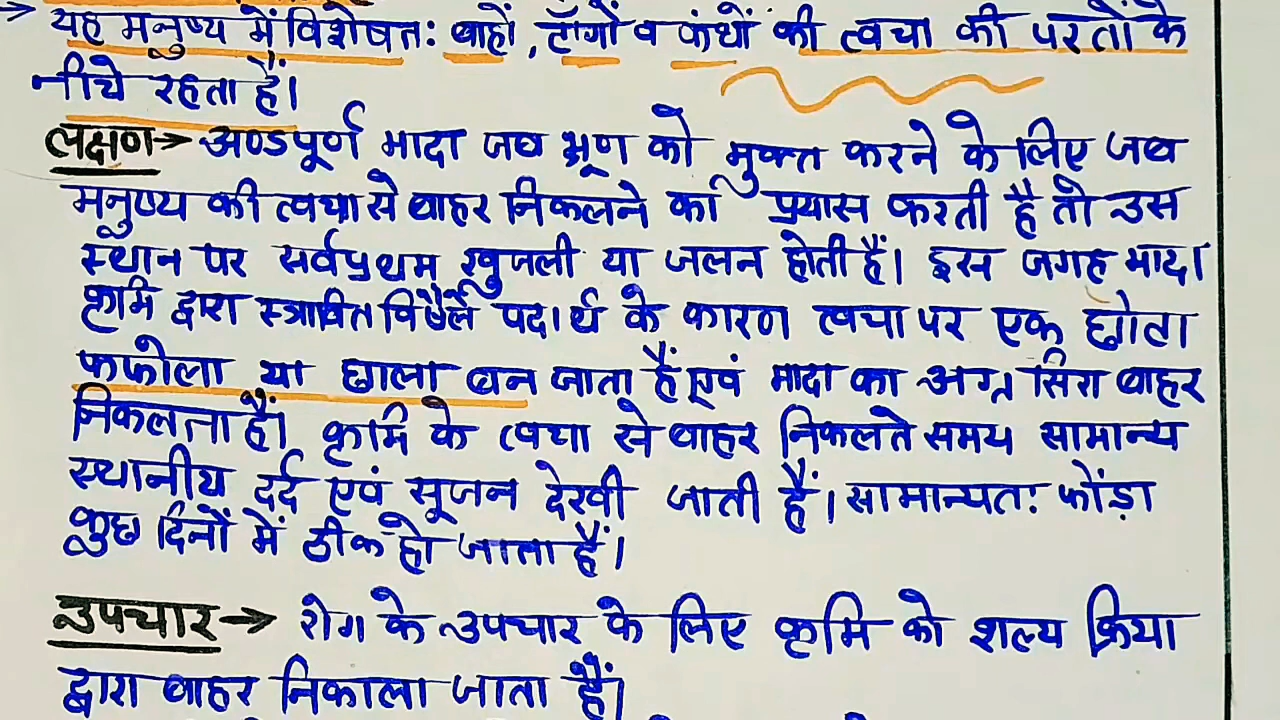 → यह मनुष्य में विशेषतः बाहों, टाँगों व कंधों की त्वचा की परतों के
नीचे रहता हैं।
लक्षण→ अण्डपूर्ण मादा जब भ्रूण को मुक्त करने के लिए जब
मनुष्य की त्वचा से बाहर निकलने का प्रयास करती है तो उस
स्थान पर सर्वप्रथम खुजली या जलन होती हैं। इस जगह मादा
कृमि द्वारा स्त्रावित विषैले पदार्थ के कारण त्वचा पर एक छोटा
फफोला या छाला बन जाता हैं एवं मादा का अग्र सिरा बाहर
निकलता हैं। कृमि के त्वचा से बाहर निकलते समय सामान्य
स्थानीय दर्द एवं सूजन देखी जाती हैं। सामान्यतः फोंड़ा
कुछ दिनों में ठीक हो जाता हैं।
उपचार→ रोग के उपचार के लिए कृमि को शल्य क्रिया
द्वारा बाहर निकाला जाता हैं।